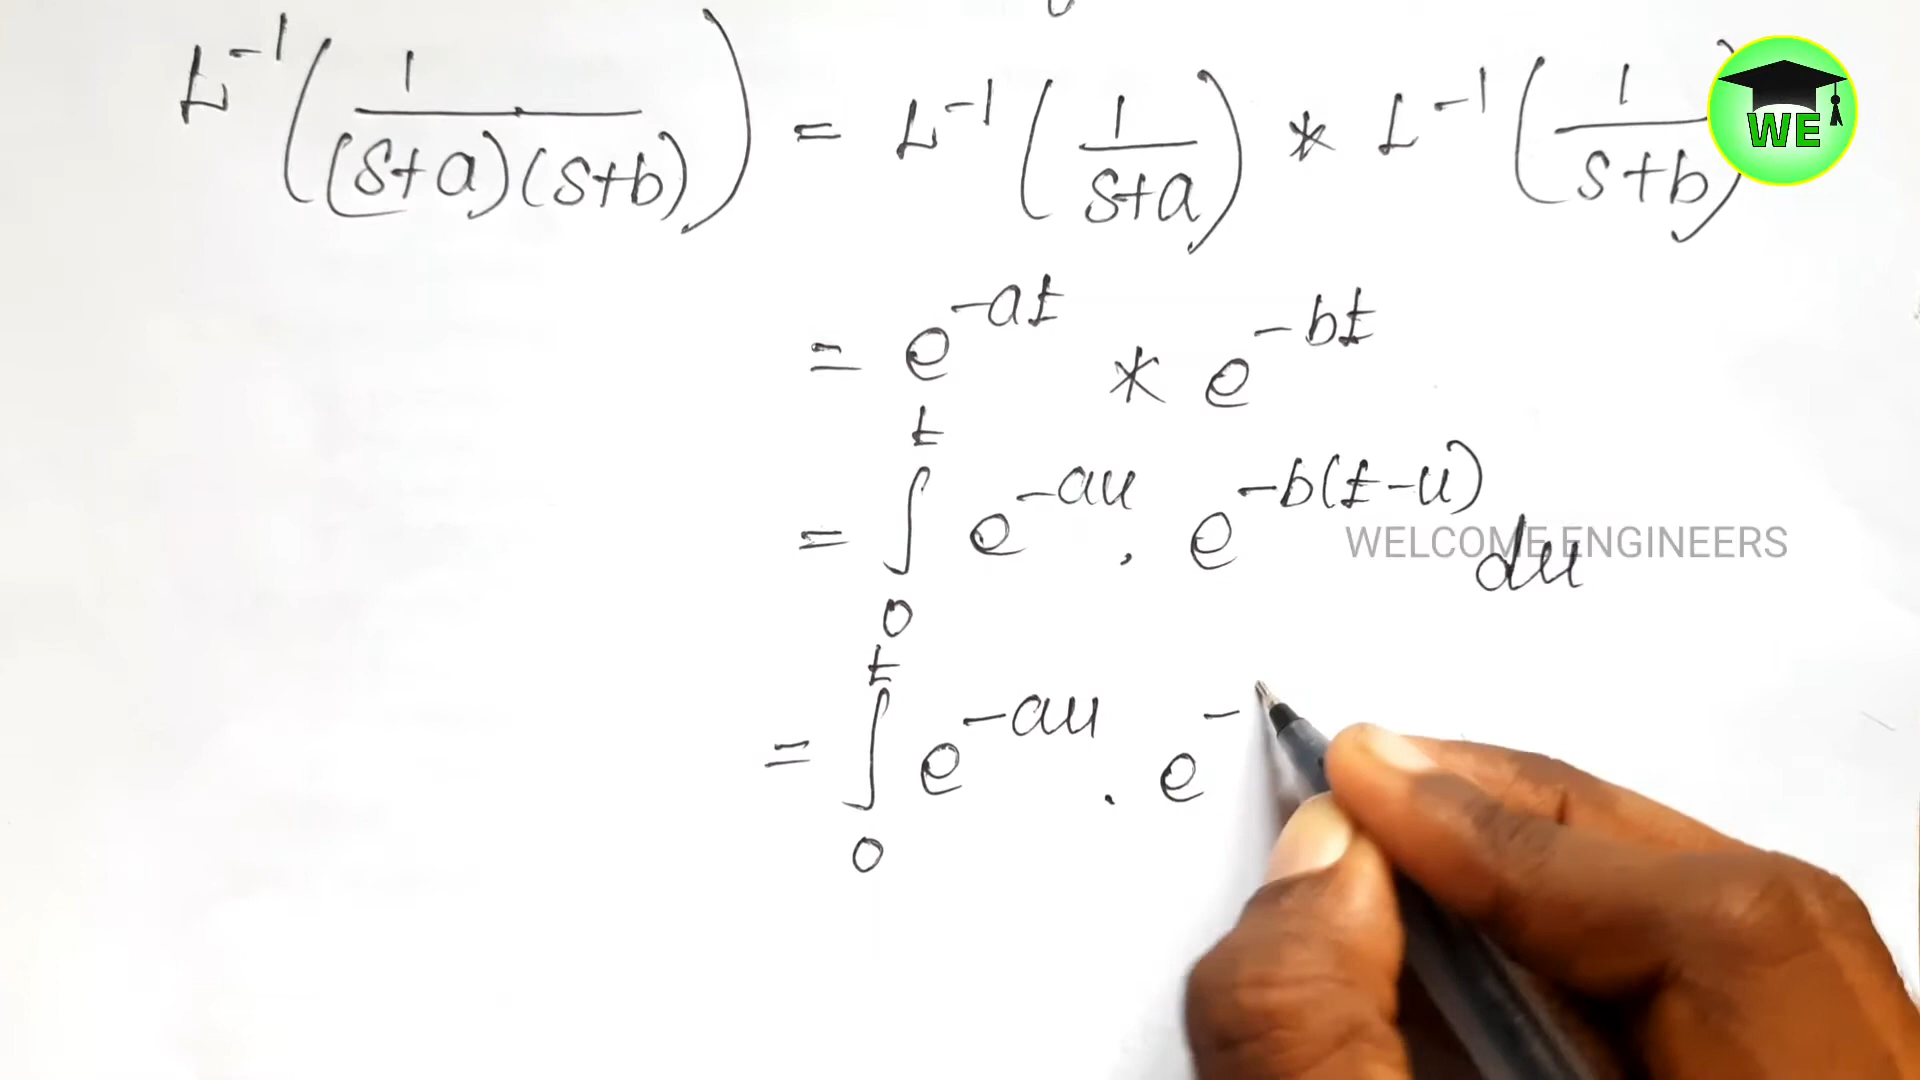 L⁻¹(1/((s+a)(s+b))) = L⁻¹(1/(s+a)) * L⁻¹(1/(s+b))
WE
= e^(-at) * e^(-bt)
= ∫₀ᵗ e^(-au) . e^(-b(t-u)) du
WELCOME ENGINEERS
= ∫₀ᵗ e^(-au) . e^-